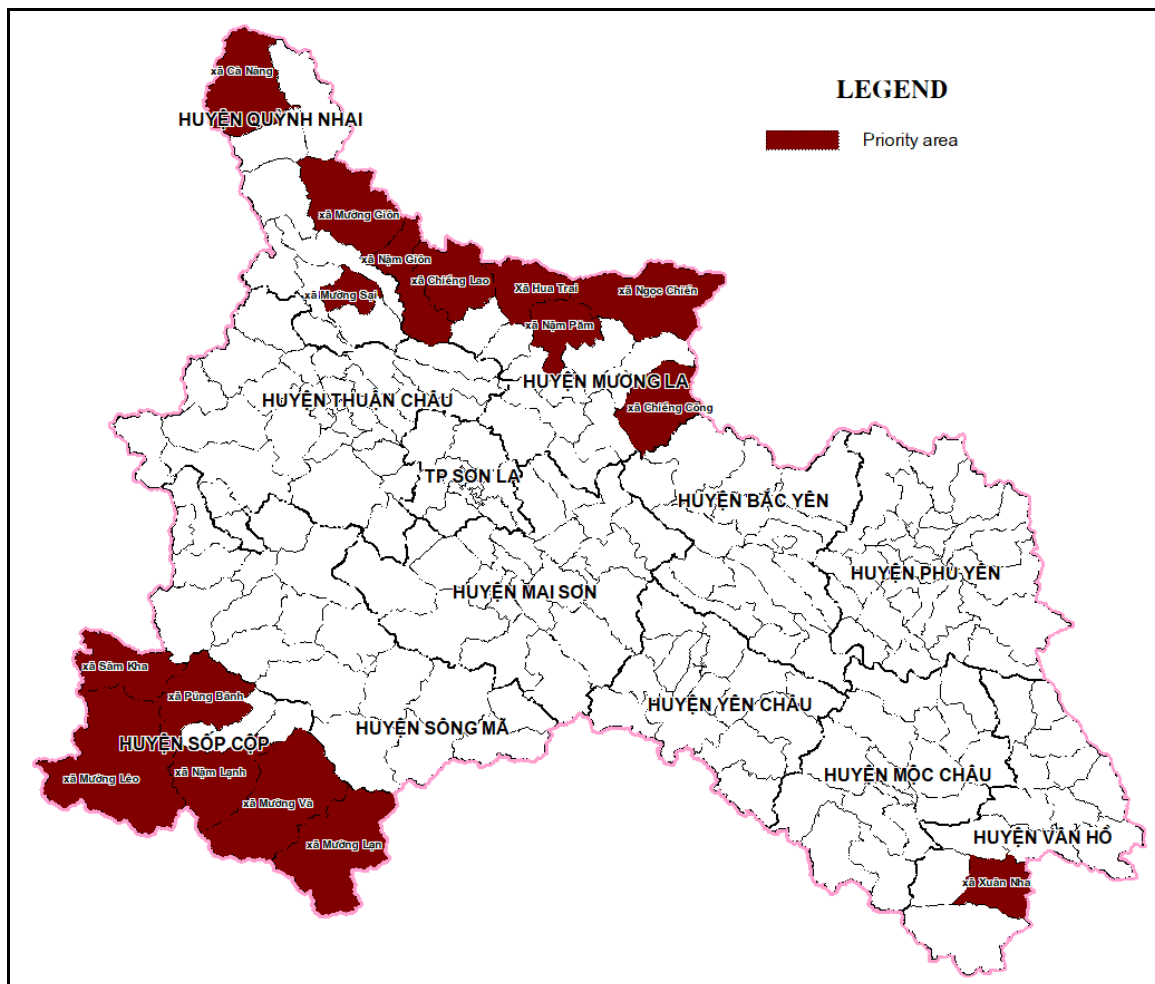 xã Cà Nàng
LEGEND
HUYỆN QUỲNH NHAI
Priority area
xã Mường Giôn
xã Nậm Giôn
xã Chiềng Lao
Xã Hua Trai
xã Ngọc Chiến
xã Mường Sại
xã Nậm Păm
HUYỆN MƯỜNG LA
HUYỆN THUẬN CHÂU
xã Chiềng Công
TP SƠN LA
HUYỆN BẮC YÊN
HUYỆN PHÙ YÊN
HUYỆN MAI SƠN
xã Sâm Kha
xã Púng Bánh
HUYỆN YÊN CHÂU
HUYỆN SÔNG MÃ
HUYỆN SỐP CỘP
xã Mường Lèo
xã Nậm Lạnh
HUYỆN MỘC CHÂU
xã Mường Và
HUYỆN VÂN HỒ
xã Mường Lạn
xã Xuân Nha